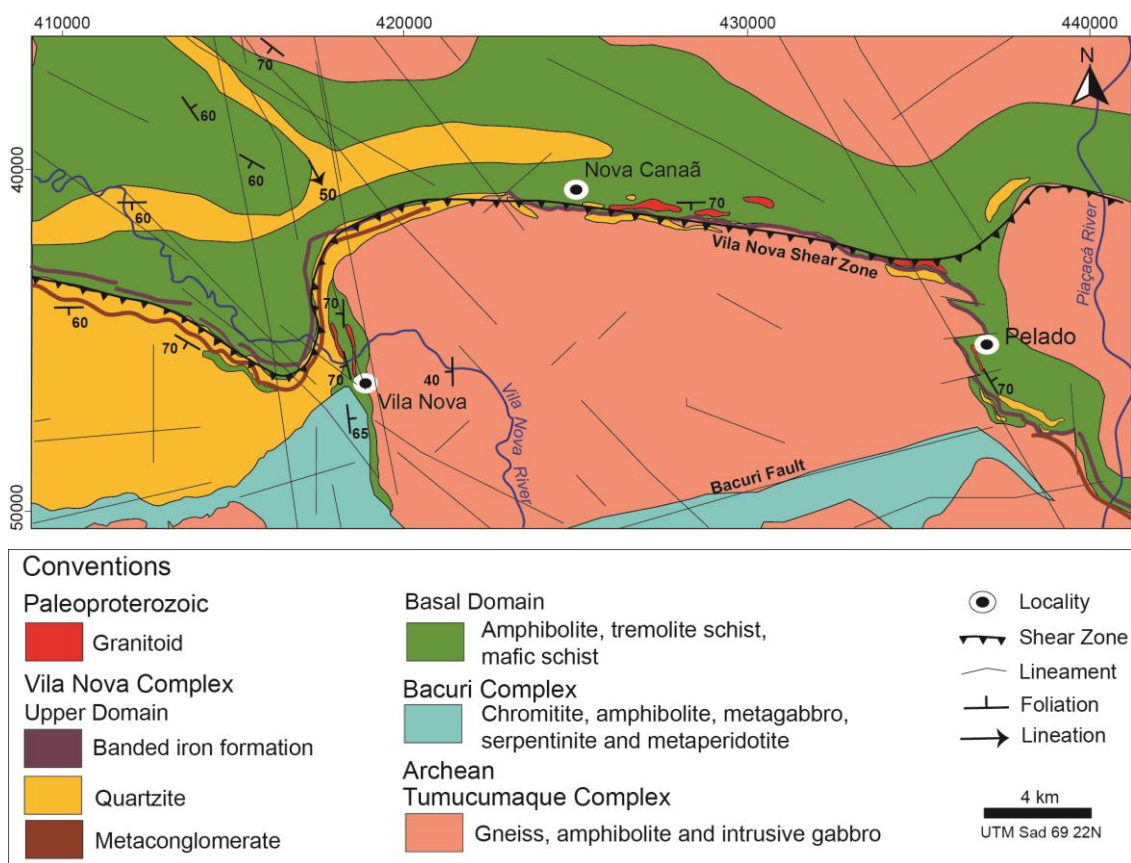 410000 420000 430000 440000
70
N
60
Nova Canaã
40000
60
50
70
60
Vila Nova Shear Zone
Piaçacá River
70
60
Pelado
70
70
40
70
Vila Nova
Vila Nova River
65
Bacuri Fault
50000
Conventions
Paleoproterozoic
Granitoid
Vila Nova Complex
Upper Domain
Banded iron formation
Quartzite
Metaconglomerate
Basal Domain
Amphibolite, tremolite schist,
mafic schist
Bacuri Complex
Chromitite, amphibolite, metagabbro,
serpentinite and metaperidotite
Archean
Tumucumaque Complex
Gneiss, amphibolite and intrusive gabbro
Locality
Shear Zone
Lineament
Foliation
Lineation
4 km
UTM Sad 69 22N